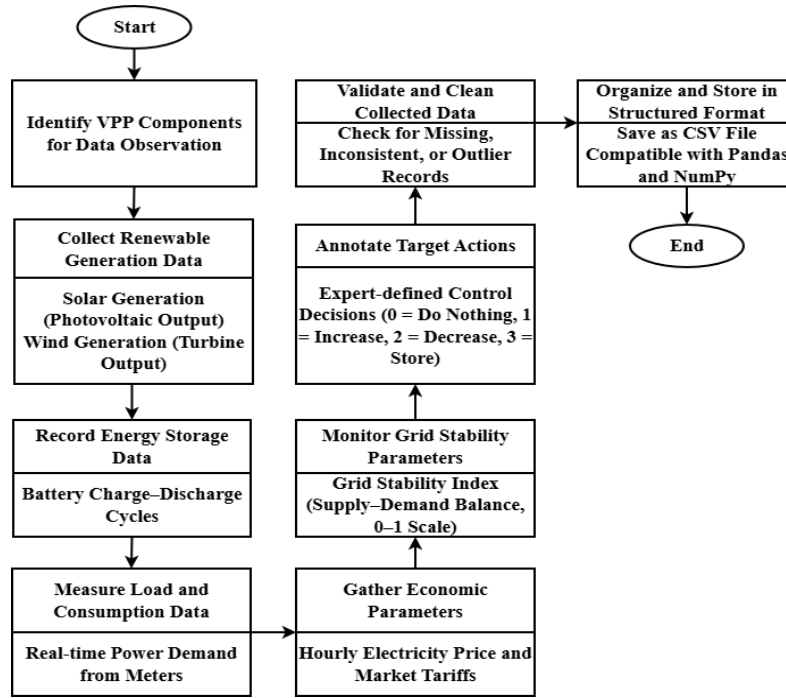 Start
Identify VPP Components
for Data Observation
Collect Renewable
Generation Data
Solar Generation
(Photovoltaic Output)
Wind Generation (Turbine
Output)
Record Energy Storage
Data
Battery Charge–Discharge
Cycles
Measure Load and
Consumption Data
Real-time Power Demand
from Meters
Gather Economic
Parameters
Hourly Electricity Price and
Market Tariffs
Monitor Grid Stability
Parameters
Grid Stability Index
(Supply–Demand Balance,
0–1 Scale)
Annotate Target Actions
Expert-defined Control
Decisions (0 = Do Nothing, 1
= Increase, 2 = Decrease, 3 =
Store)
Validate and Clean
Collected Data
Check for Missing,
Inconsistent, or Outlier
Records
Organize and Store in
Structured Format
Save as CSV File
Compatible with Pandas
and NumPy
End